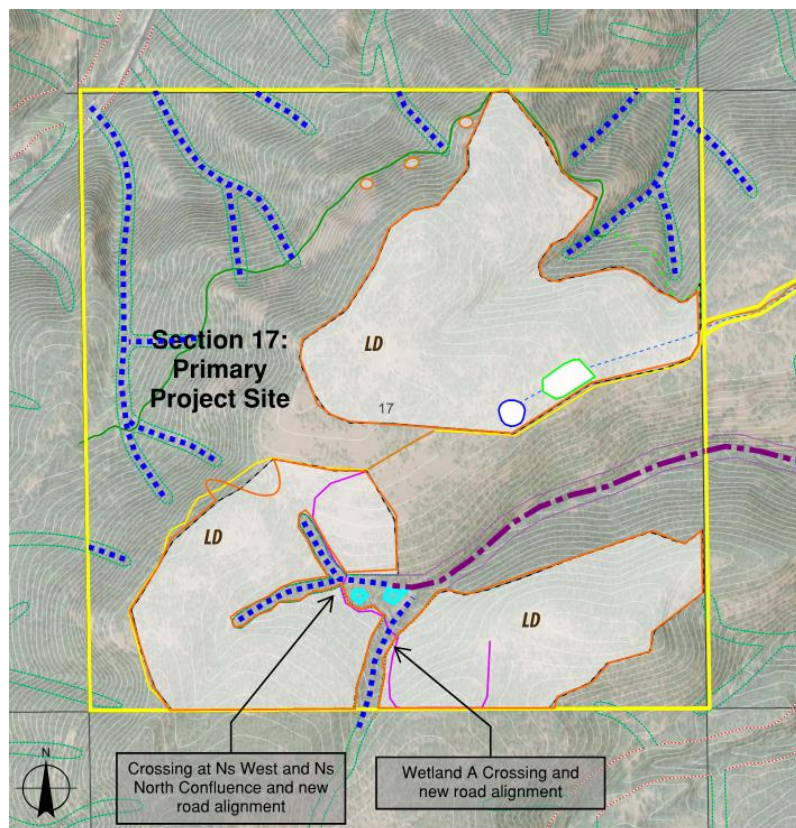 Section 17:
Primary
Project Site
LD
17
LD
LD
Crossing at Ns West and Ns
North Confluence and new
road alignment
Wetland A Crossing and
new road alignment
N